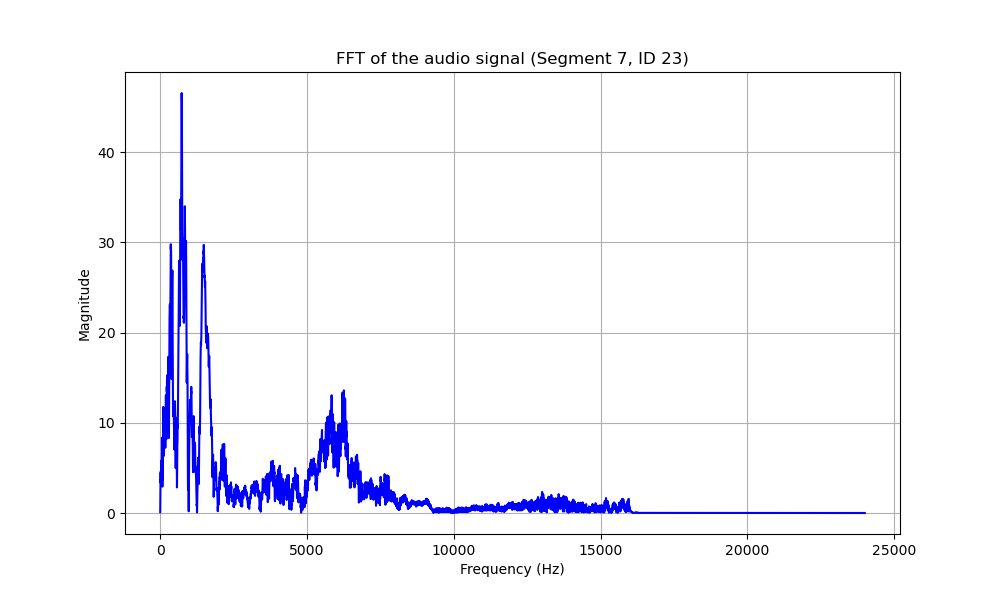 FFT of the audio signal (Segment 7, ID 23)
Magnitude
40
30
20
10
0
0 5000 10000 15000 20000 25000
Frequency (Hz)